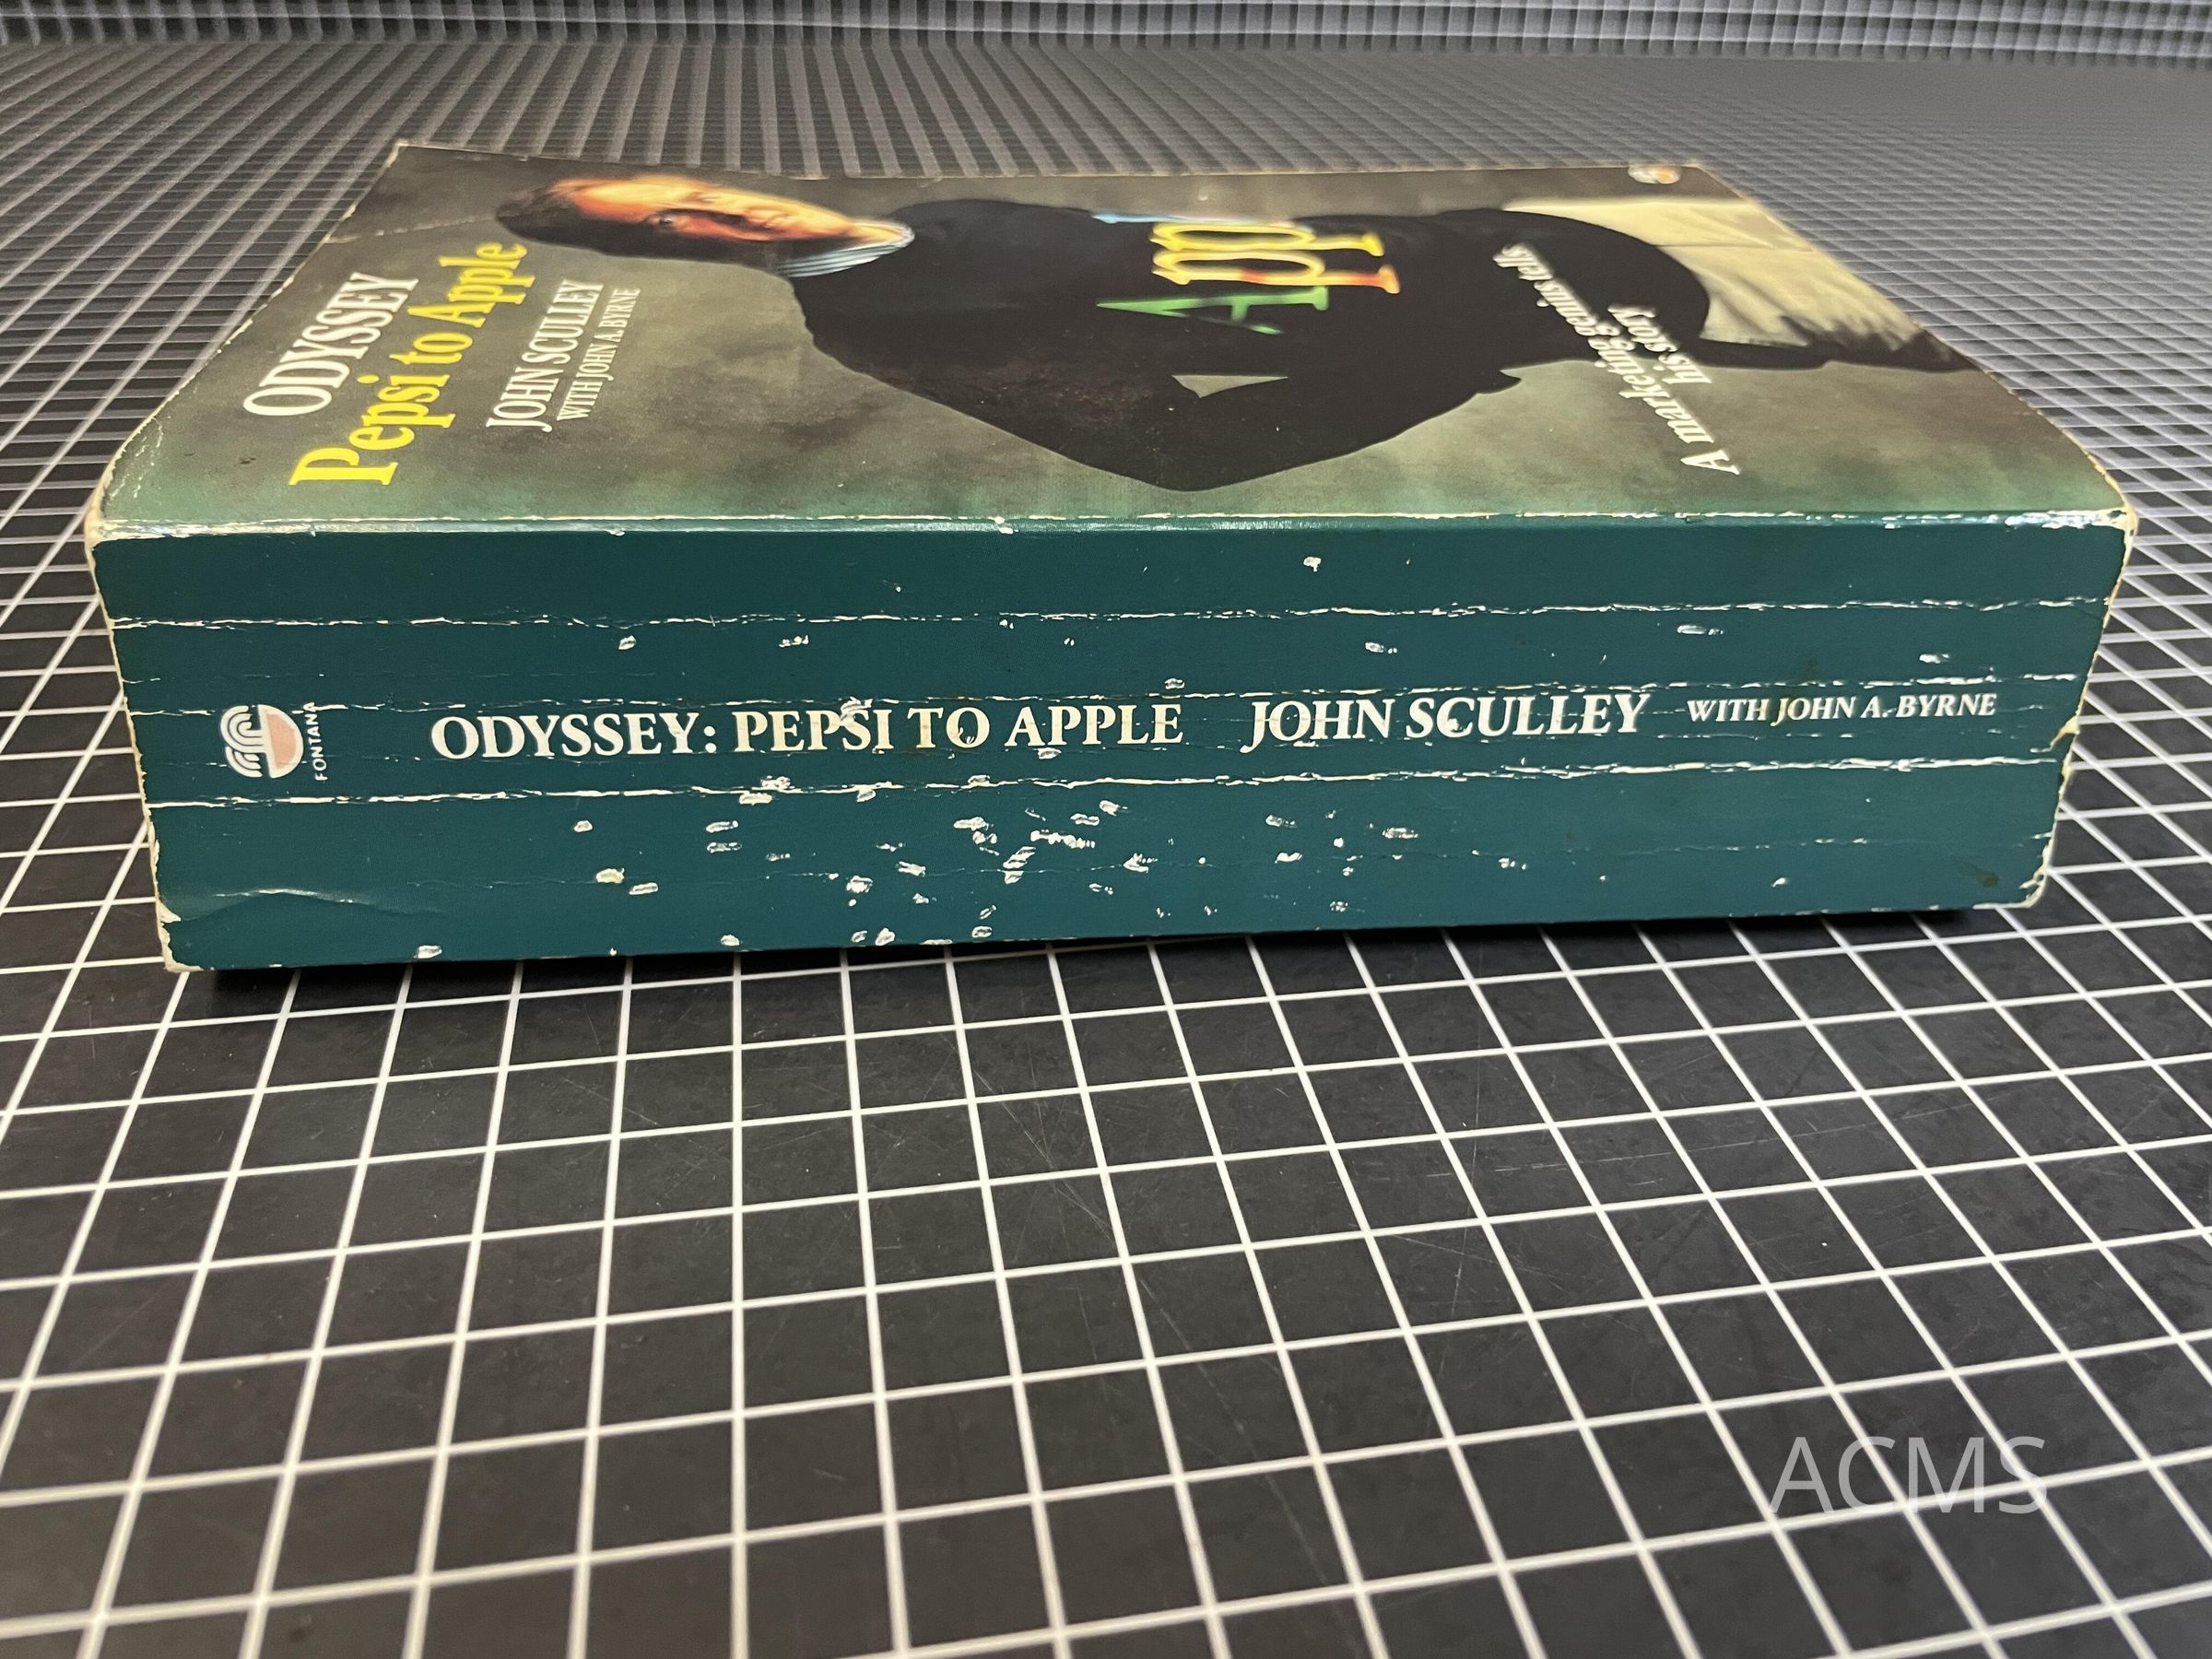 ODYSSEY
Pepsi to Apple
JOHN SCULLEY
WITH JOHN A. BYRNE
Appl
A marketing genius tells
his story
FONTANA
ODYSSEY: PEPSI TO APPLE JOHN SCULLEY WITH JOHN A. BYRNE
ACMS